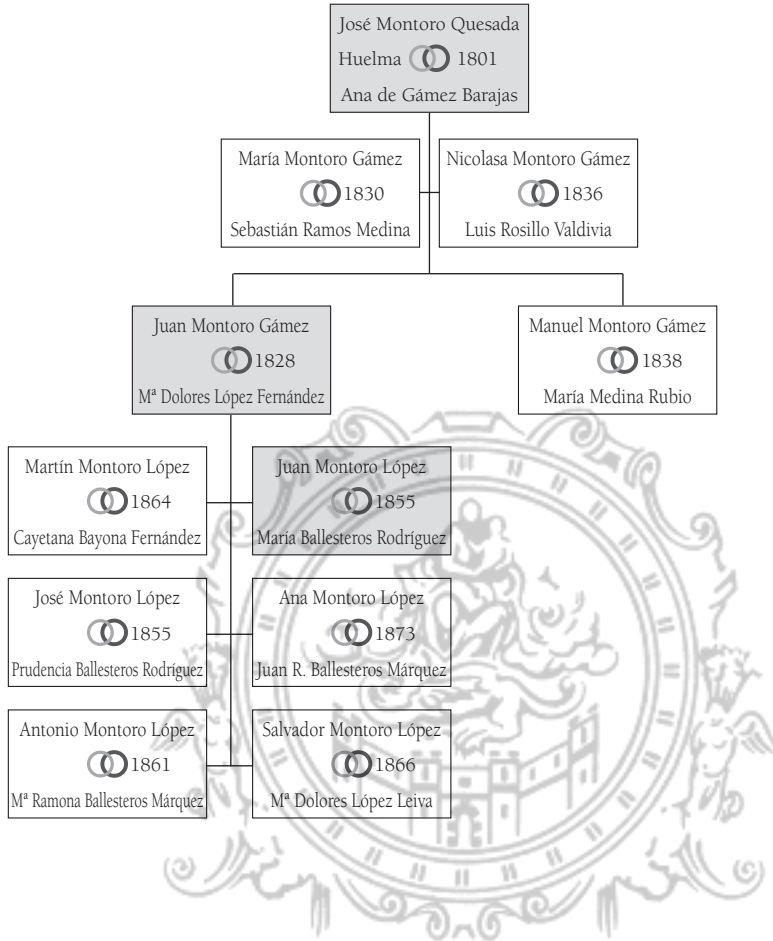 José Montoro Quesada
Huelma 1801
Ana de Gámez Barajas
María Montoro Gámez
1830
Sebastián Ramos Medina
Nicolasa Montoro Gámez
1836
Luis Rosillo Valdivia
Juan Montoro Gámez
1828
Mª Dolores López Fernández
Manuel Montoro Gámez
1838
María Medina Rubio
Martín Montoro López
1864
Cayetana Bayona Fernández
Juan Montoro López
1855
María Ballesteros Rodríguez
José Montoro López
1855
Prudencia Ballesteros Rodríguez
Ana Montoro López
1873
Juan R. Ballesteros Márquez
Antonio Montoro López
1861
Mª Ramona Ballesteros Márquez
Salvador Montoro López
1866
Mª Dolores López Leiva